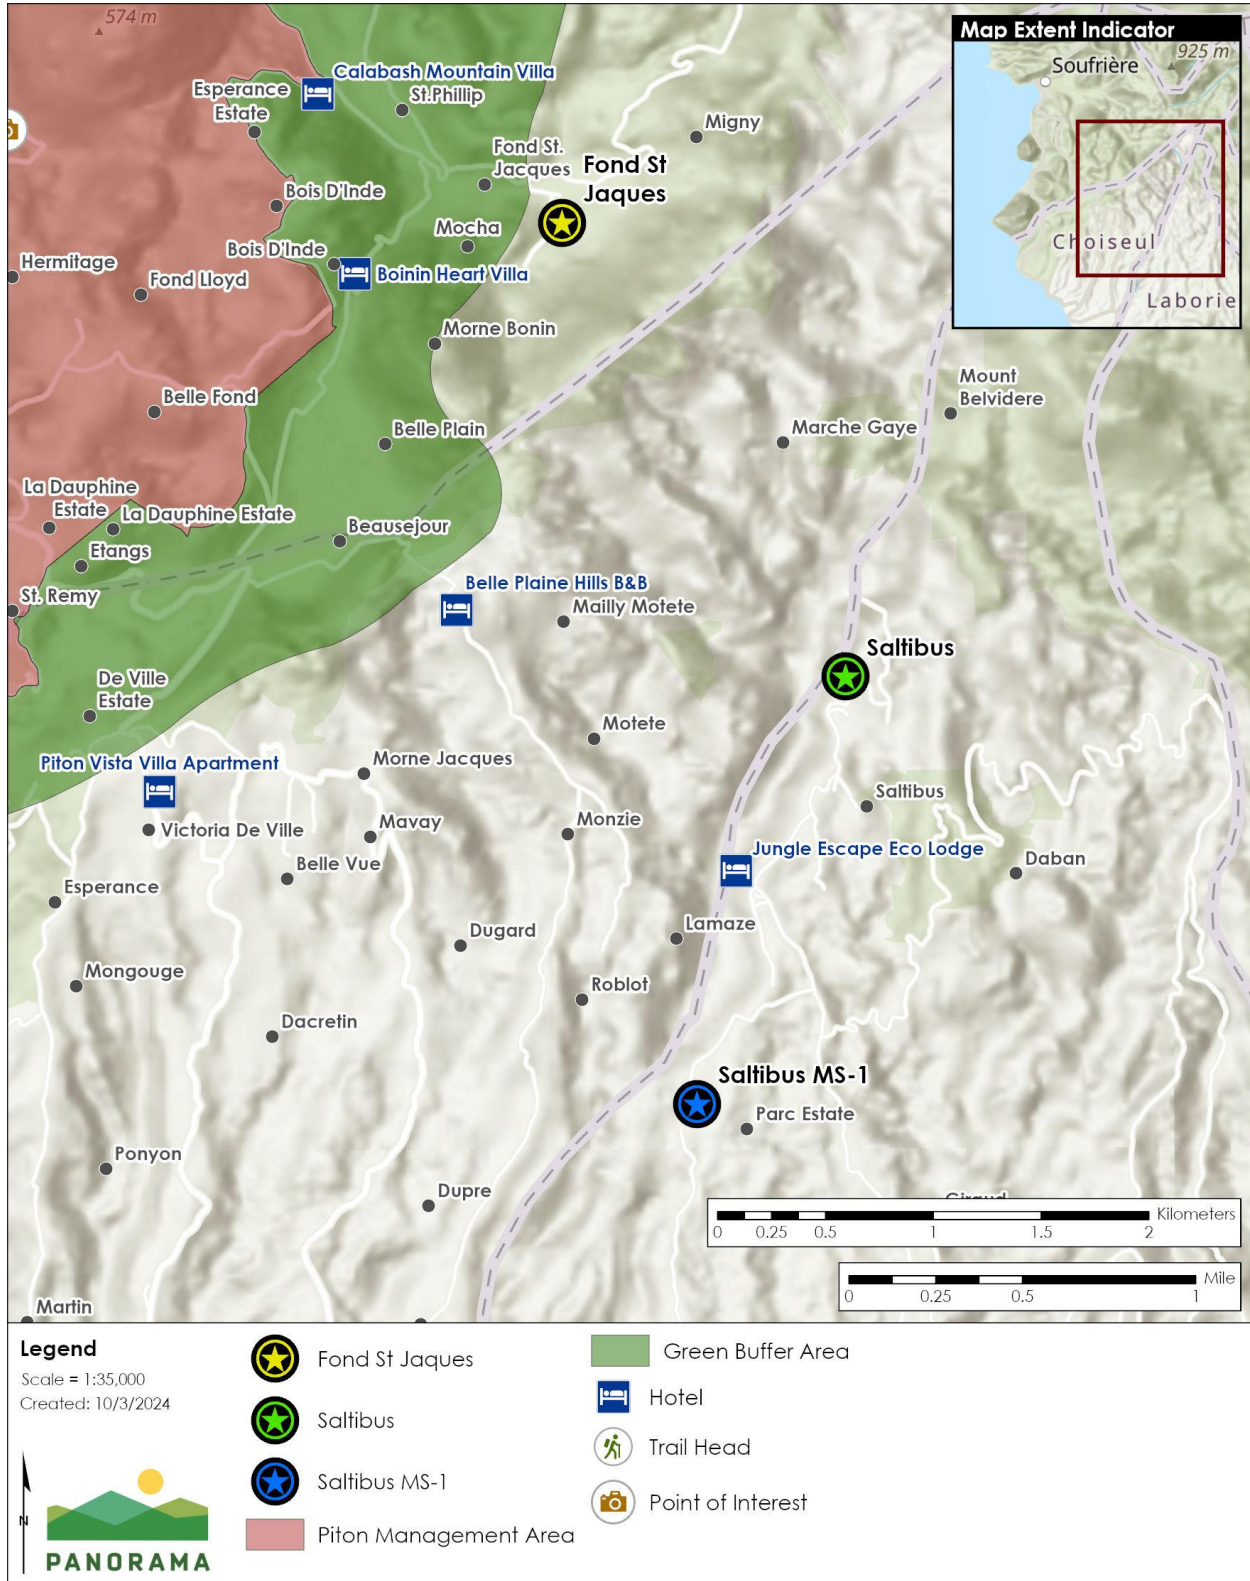 574 m
Map Extent Indicator
925 m
Soufrière
Choiseul
Laborie
Calabash Mountain Villa
St.Phillip
Esperance
Estate
Migny
Fond St.
Jacques
Fond St
Jaques
Bois D'Inde
Mocha
Bois D'Inde
Hermitage
Boinin Heart Villa
Fond Lloyd
Morne Bonin
Mount
Belvidere
Belle Fond
Belle Plain
Marche Gaye
La Dauphine
Estate
La Dauphine Estate
Beausejour
Etangs
Belle Plaine Hills B&B
St. Remy
Mailly Motete
Saltibus
De Ville
Estate
Motete
Piton Vista Villa Apartment
Morne Jacques
Saltibus
Victoria De Ville
Mavay
Monzie
Jungle Escape Eco Lodge
Belle Vue
Daban
Esperance
Dugard
Lamaze
Mongouge
Roblot
Dacretin
Saltibus MS-1
Parc Estate
Ponyon
Dupre
Giraud
Kilometers
0 0.25 0.5 1 1.5 2
Mile
0 0.25 0.5 1
Martin
Legend
Scale = 1:35,000
Created: 10/3/2024
N
PANORAMA
Fond St Jaques
Saltibus
Saltibus MS-1
Piton Management Area
Green Buffer Area
Hotel
Trail Head
Point of Interest